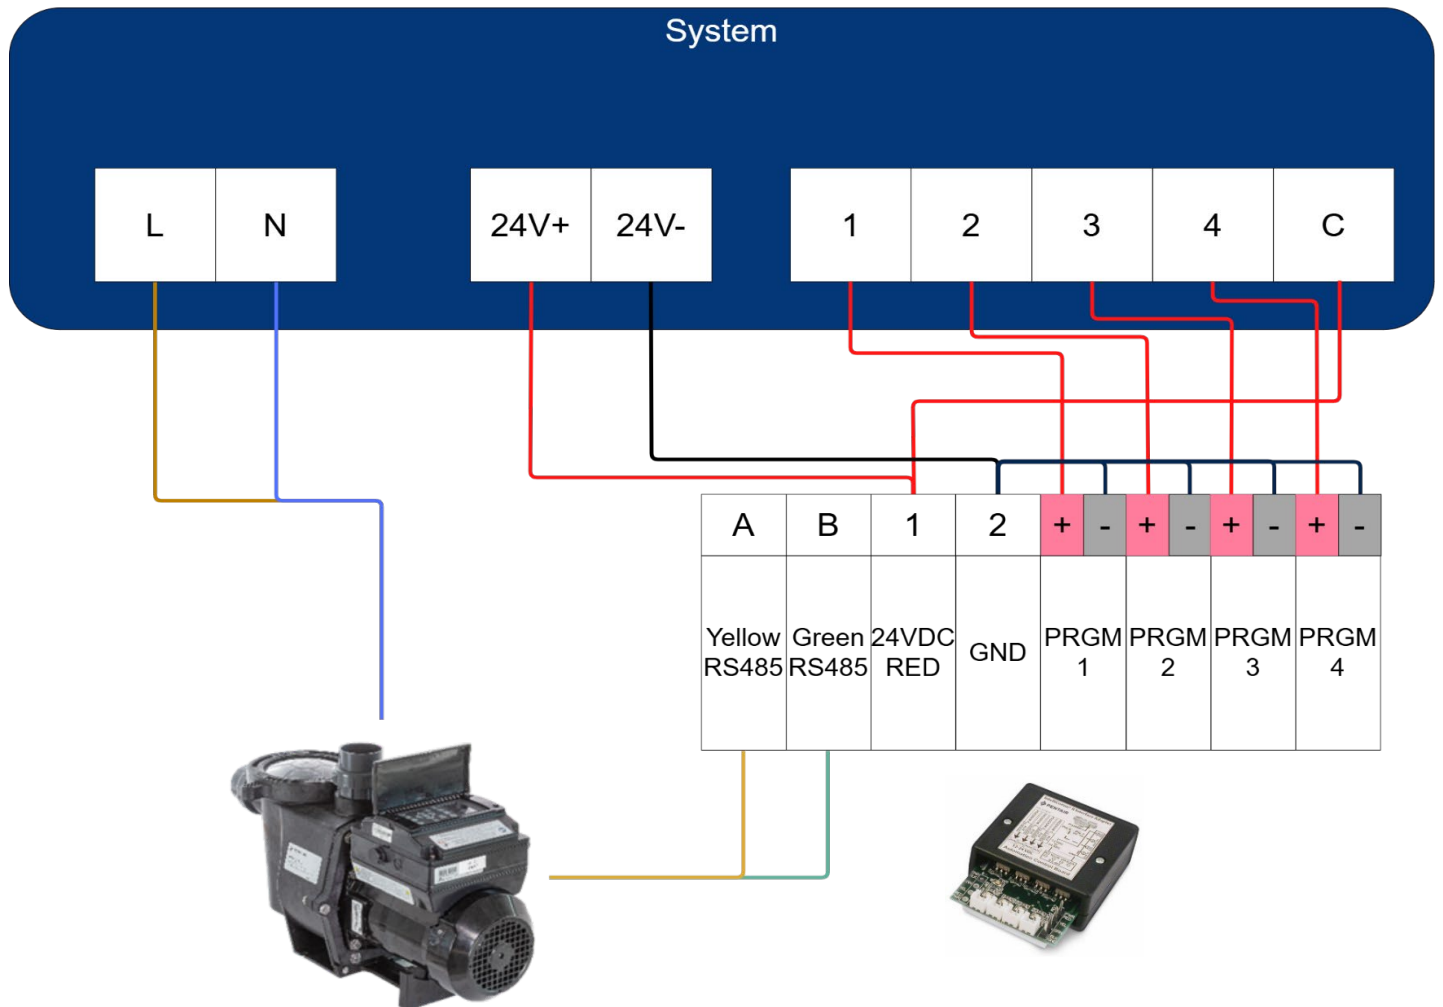 System
L
N
24V+
24V-
1
2
3
4
C
A
B
1
2
+
-
+
-
+
-
+
-
Yellow
RS485
Green
RS485
24VDC
RED
GND
PRGM
1
PRGM
2
PRGM
3
PRGM
4